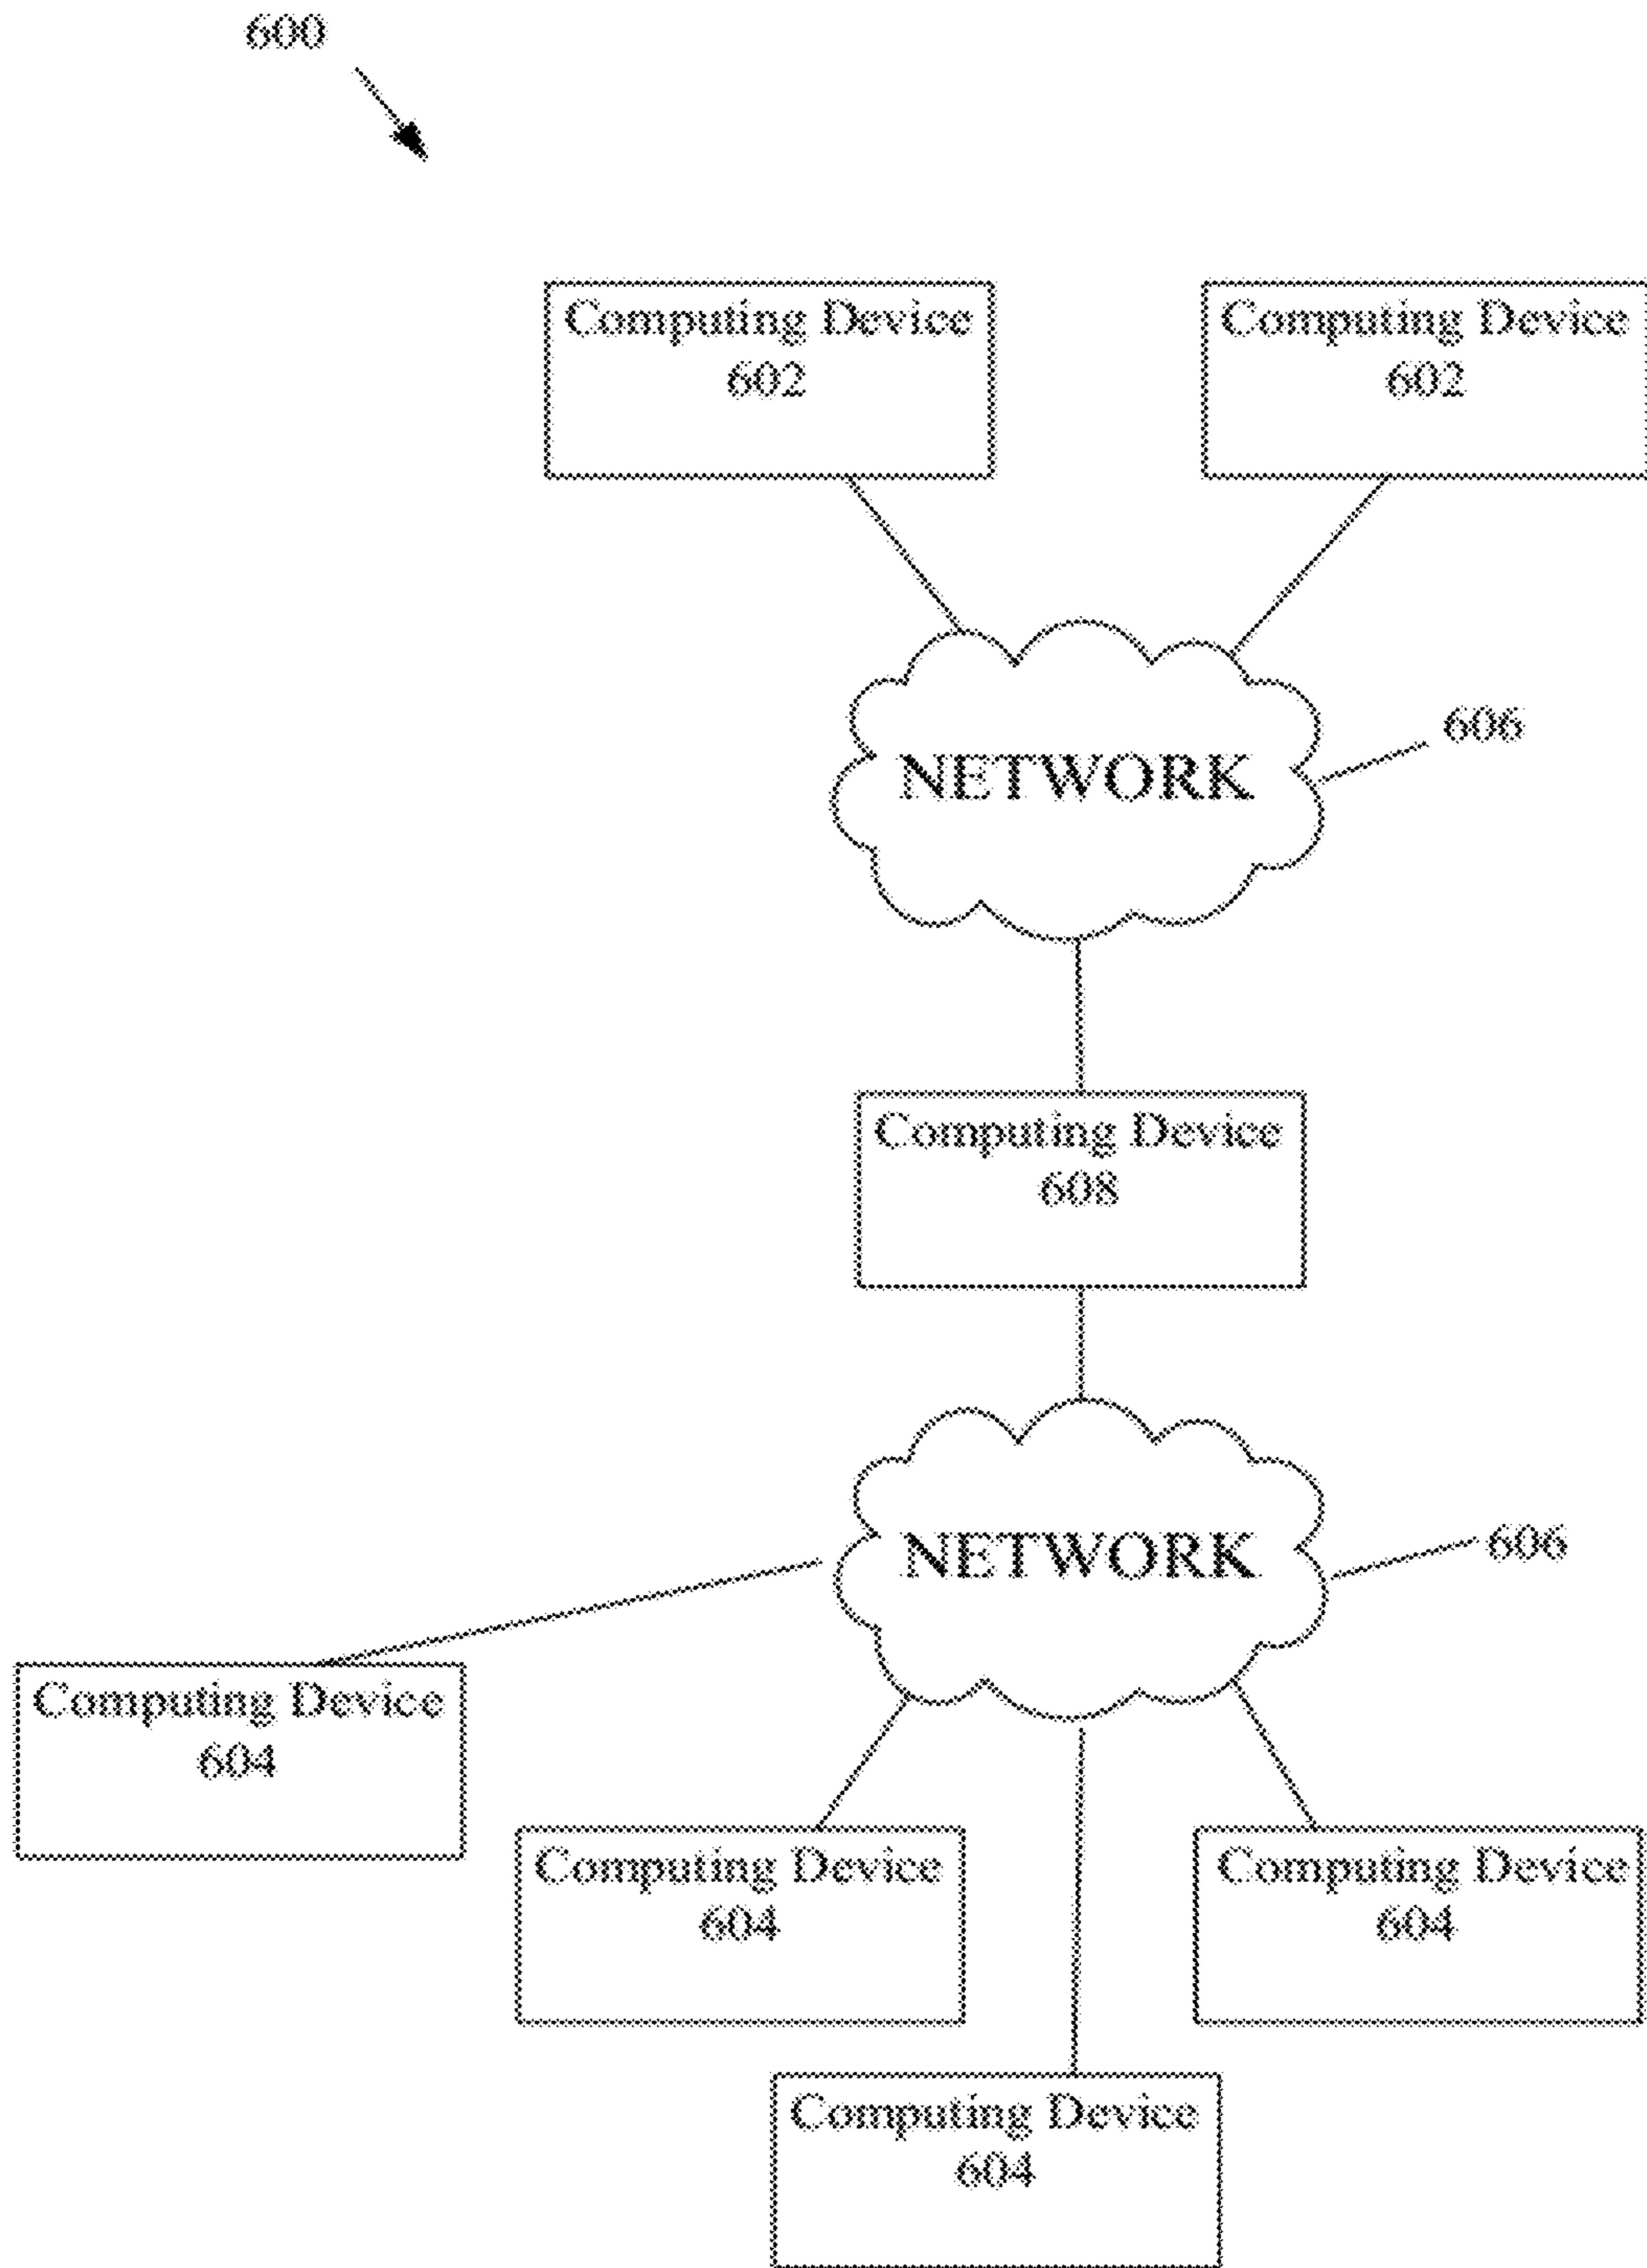 600
Computing Device
602
Computing Device
602
NETWORK
606
Computing Device
608
NETWORK
606
Computing Device
604
Computing Device
604
Computing Device
604
Computing Device
604